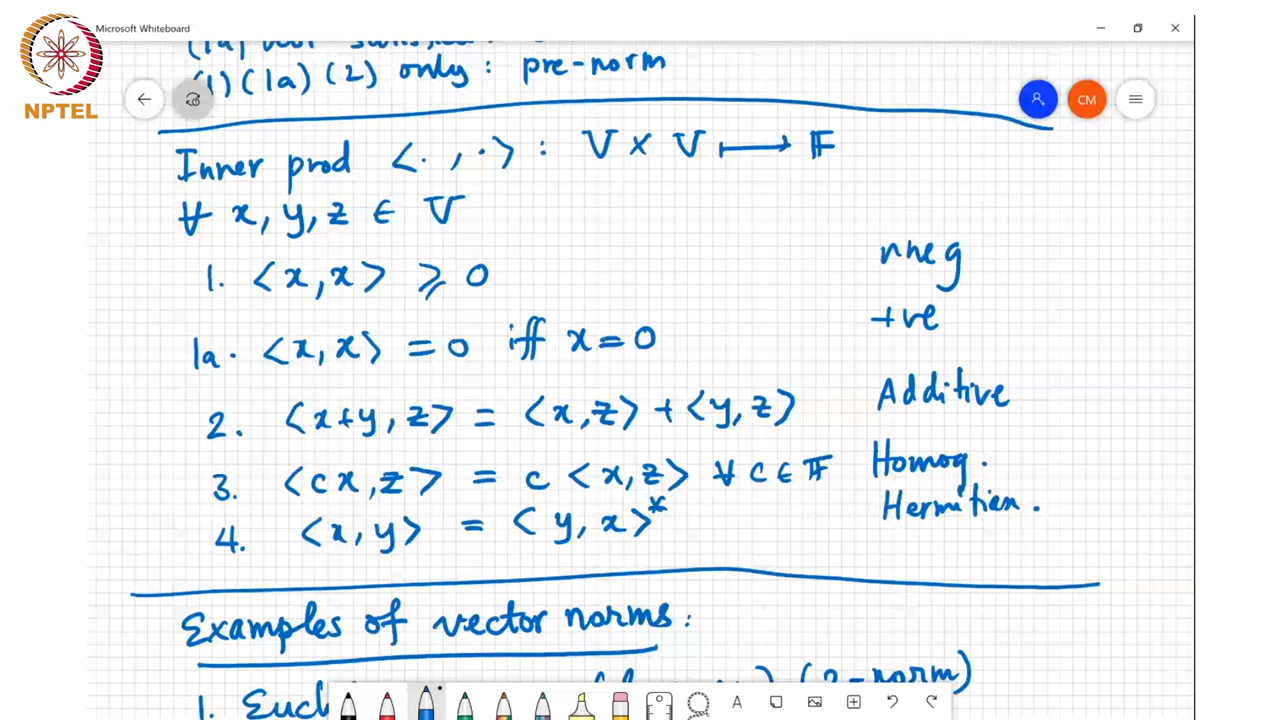 Microsoft Whiteboard
NPTEL
(1)(1a)(2) only: pre-norm
CM
Inner prod <·,·> : V × V ⟼ F
∀ x, y, z ∈ V
1. <x,x> ⩾ 0 nneg
1a. <x,x> = 0 iff x = 0 +ve
2. <x+y, z> = <x,z> + <y,z> Additive
3. <cx,z> = c <x,z> ∀ c ∈ F Homog.
4. <x,y> = <y,x>* Hermitian.
Examples of vector norms:
1. Eucl (2-norm)
A